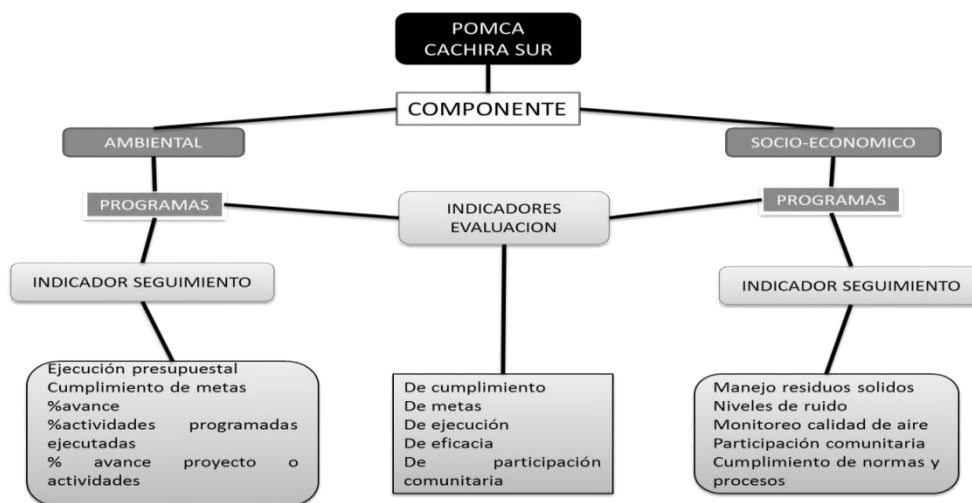 POMCA
CACHIRA SUR
COMPONENTE
AMBIENTAL
SOCIO-ECONOMICO
PROGRAMAS
INDICADORES
EVALUACION
PROGRAMAS
INDICADOR SEGUIMIENTO
INDICADOR SEGUIMIENTO
Ejecución presupuestal
Cumplimiento de metas
%avance
%actividades programadas
ejecutadas
% avance proyecto o
actividades
De cumplimiento
De metas
De ejecución
De eficacia
De participación
comunitaria
Manejo residuos solidos
Niveles de ruido
Monitoreo calidad de aire
Participación comunitaria
Cumplimiento de normas y
procesos